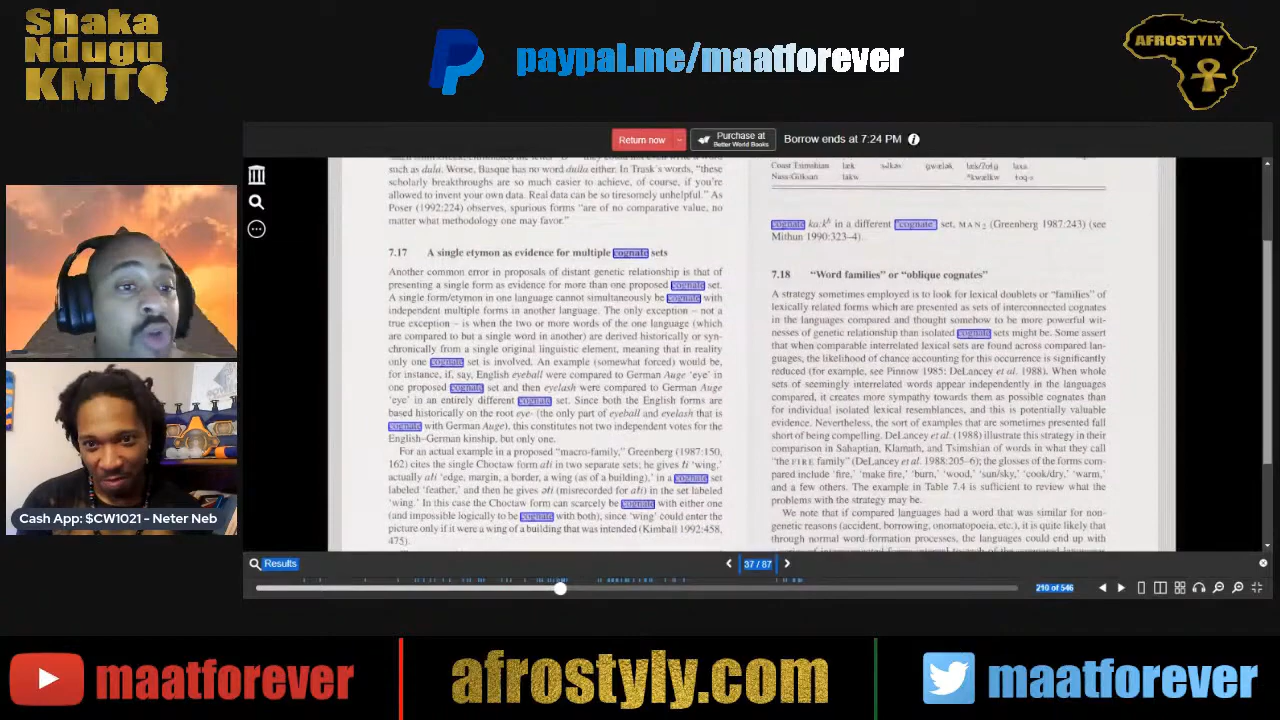 Shaka
Ndugu
KMT
paypal.me/maatforever
AFROSTYLY
Return now
Purchase at
Better World Books
Borrow ends at 7:24 PM
such as dula. Worse, Basque has no word dulla either. In Trask's words, "these
scholarly breakthroughs are so much easier to achieve, of course, if you're
allowed to invent your own data. Real data can be so tiresomely unhelpful." As
Poser (1992:224) observes, spurious forms "are of no comparative value, no
matter what methodology one may favor."
7.17 A single etymon as evidence for multiple cognate sets
Another common error in proposals of distant genetic relationship is that of
presenting a single form as evidence for more than one proposed cognate set.
A single form/etymon in one language cannot simultaneously be cognate with
independent multiple forms in another language. The only exception – not a
true exception – is when the two or more words of the one language (which
are compared to but a single word in another) are derived historically or syn-
chronically from a single original linguistic element, meaning that in reality
only one cognate set is involved. An example (somewhat forced) would be,
for instance, if, say, English eyeball were compared to German Auge 'eye' in
one proposed cognate set and then eyelash were compared to German Auge
'eye' in an entirely different cognate set. Since both the English forms are
based historically on the root eye- (the only part of eyeball and eyelash that is
cognate with German Auge), this constitutes not two independent votes for the
English–German kinship, but only one.
For an actual example in a proposed "macro-family," Greenberg (1987:150,
162) cites the single Choctaw form ali in two separate sets; he gives li 'wing,'
actually ali 'edge, margin, a border, a wing (as of a building),' in a cognate set
labeled 'feather,' and then he gives əli (misrecorded for ali) in the set labeled
'wing.' In this case the Choctaw form can scarcely be cognate with either one
(and impossible logically to be cognate with both), since 'wing' could enter the
picture only if it were a wing of a building that was intended (Kimball 1992:458,
475).
Coast Tsimshian
Nass/Gitksan lakw
cognate ka:kʰ in a different cognate set, MAN₂ (Greenberg 1987:243) (see
Mithun 1990:323–4).
7.18 "Word families" or "oblique cognates"
A strategy sometimes employed is to look for lexical doublets or "families" of
lexically related forms which are presented as sets of interconnected cognates
in the languages compared and thought somehow to be more powerful wit-
nesses of genetic relationship than isolated cognate sets might be. Some assert
that when comparable interrelated lexical sets are found across compared lan-
guages, the likelihood of chance accounting for this occurrence is significantly
reduced (for example, see Pinnow 1985; DeLancey et al. 1988). When whole
sets of seemingly interrelated words appear independently in the languages
compared, it creates more sympathy towards them as possible cognates than
for individual isolated lexical resemblances, and this is potentially valuable
evidence. Nevertheless, the sort of examples that are sometimes presented fall
short of being compelling. DeLancey et al. (1988) illustrate this strategy in their
comparison in Sahaptian, Klamath, and Tsimshian of words in what they call
"the FIRE family" (DeLancey et al. 1988:205–6); the glosses of the forms com-
pared include 'fire,' 'make fire,' 'burn,' 'wood,' 'sun/sky,' 'cook/dry,' 'warm,'
and a few others. The example in Table 7.4 is sufficient to review what the
problems with the strategy may be.
We note that if compared languages had a word that was similar for non-
genetic reasons (accident, borrowing, onomatopoeia, etc.), it is quite likely that
through normal word-formation processes, the languages could end up with
Cash App: $CW1021 - Neter Neb
Results
37 / 87
210 of 546
maatforever
afrostyly.com
maatforever